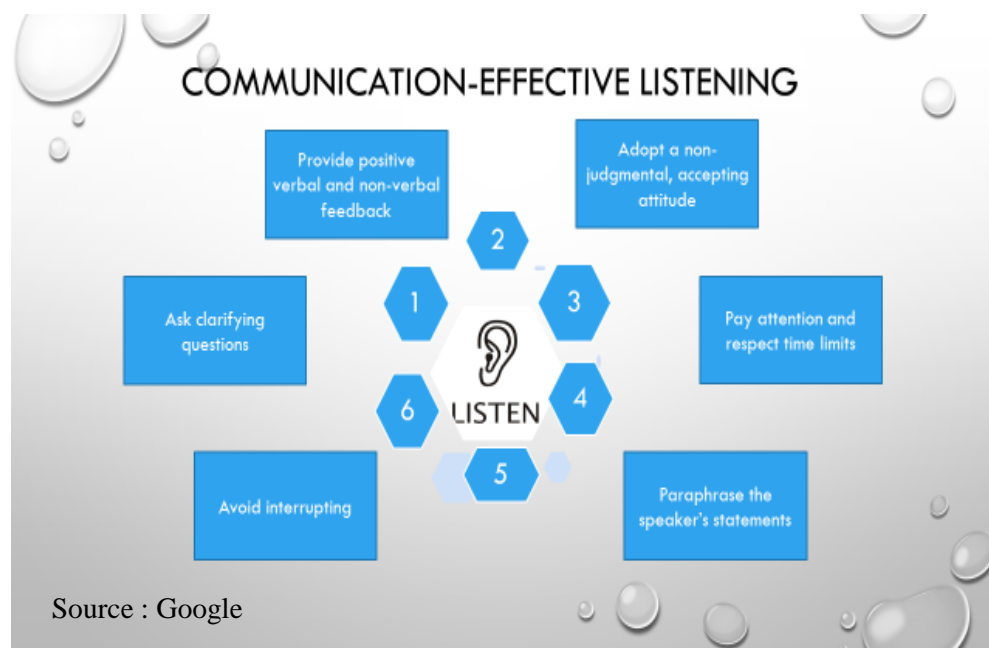 COMMUNICATION-EFFECTIVE LISTENING
Provide positive
verbal and non-verbal
feedback
Adopt a non-
judgmental, accepting
attitude
2
1
3
Ask clarifying
questions
Pay attention and
respect time limits
LISTEN
6
4
5
Avoid interrupting
Paraphrase the
speaker's statements
Source : Google